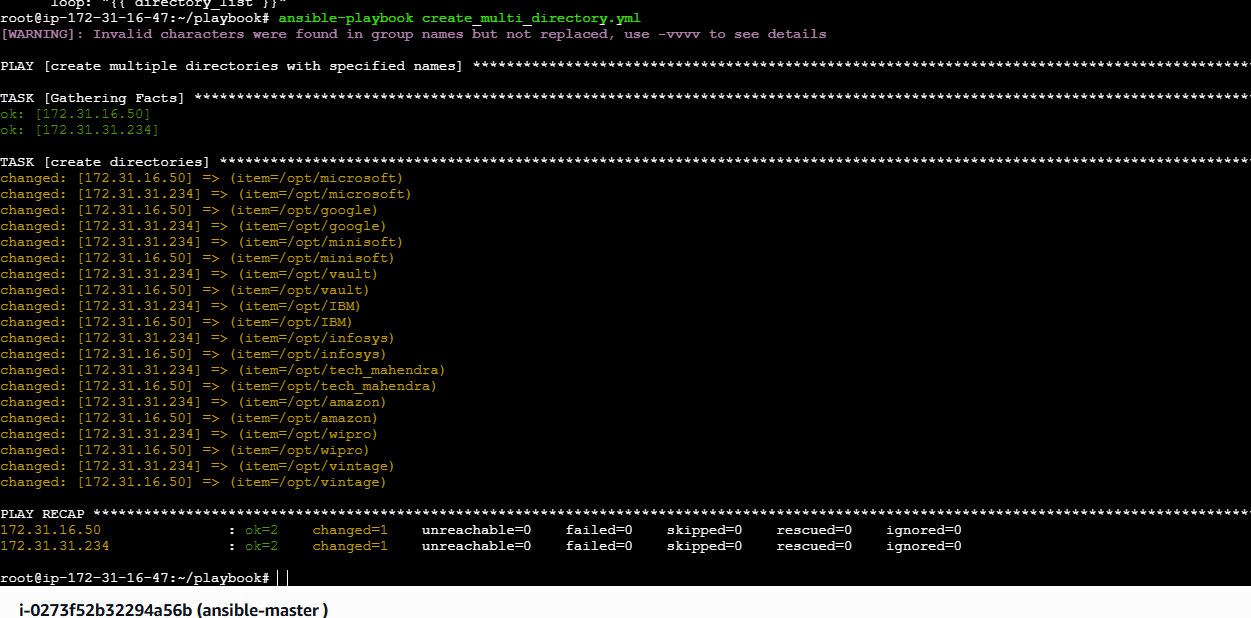 loop: "{{ directory_list }}"
root@ip-172-31-16-47:~/playbook# ansible-playbook create_multi_directory.yml
[WARNING]: Invalid characters were found in group names but not replaced, use -vvvv to see details
PLAY [create multiple directories with specified names] ********************************************************************************************
TASK [Gathering Facts] *****************************************************************************************************************************
ok: [172.31.16.50]
ok: [172.31.31.234]
TASK [create directories] **************************************************************************************************************************
changed: [172.31.16.50] => (item=/opt/microsoft)
changed: [172.31.31.234] => (item=/opt/microsoft)
changed: [172.31.16.50] => (item=/opt/google)
changed: [172.31.31.234] => (item=/opt/google)
changed: [172.31.31.234] => (item=/opt/minisoft)
changed: [172.31.16.50] => (item=/opt/minisoft)
changed: [172.31.31.234] => (item=/opt/vault)
changed: [172.31.16.50] => (item=/opt/vault)
changed: [172.31.31.234] => (item=/opt/IBM)
changed: [172.31.16.50] => (item=/opt/IBM)
changed: [172.31.31.234] => (item=/opt/infosys)
changed: [172.31.16.50] => (item=/opt/infosys)
changed: [172.31.31.234] => (item=/opt/tech_mahendra)
changed: [172.31.16.50] => (item=/opt/tech_mahendra)
changed: [172.31.31.234] => (item=/opt/amazon)
changed: [172.31.16.50] => (item=/opt/amazon)
changed: [172.31.31.234] => (item=/opt/wipro)
changed: [172.31.16.50] => (item=/opt/wipro)
changed: [172.31.31.234] => (item=/opt/vintage)
changed: [172.31.16.50] => (item=/opt/vintage)
PLAY RECAP *****************************************************************************************************************************************
172.31.16.50 : ok=2 changed=1 unreachable=0 failed=0 skipped=0 rescued=0 ignored=0
172.31.31.234 : ok=2 changed=1 unreachable=0 failed=0 skipped=0 rescued=0 ignored=0
root@ip-172-31-16-47:~/playbook#
i-0273f52b32294a56b (ansible-master )